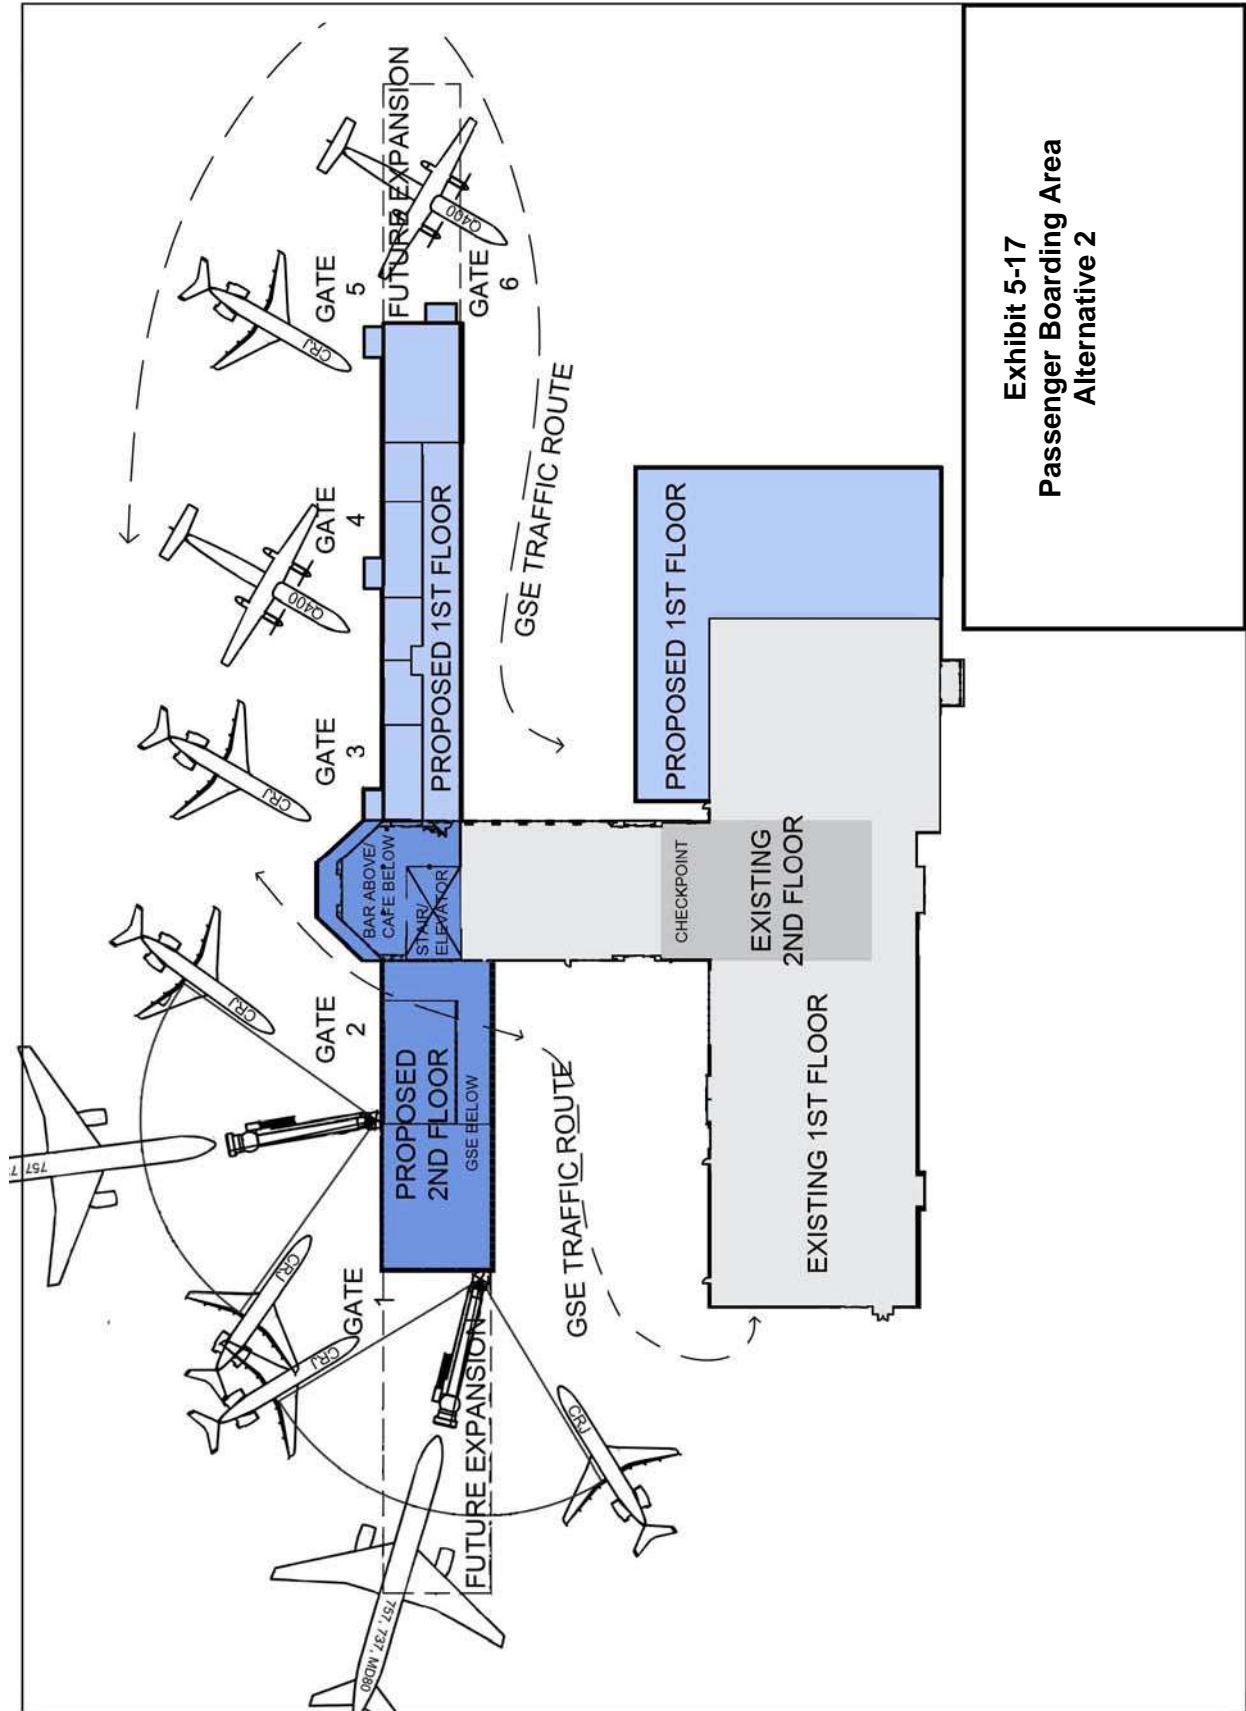 757, 737, MD80
757, 7
CRJ
CRJ
CRJ
CRJ
CRJ
Q400
CRJ
Q400
GATE
1
GATE
2
GATE
3
GATE
4
GATE
5
GATE
6
FUTURE EXPANSION
PROPOSED
2ND FLOOR
GSE BELOW
BAR ABOVE/
CAFE BELOW
STAIR/
ELEVATOR
PROPOSED 1ST FLOOR
FUTURE EXPANSION
GSE TRAFFIC ROUTE
GSE TRAFFIC ROUTE
CHECKPOINT
EXISTING
2ND FLOOR
PROPOSED 1ST FLOOR
EXISTING 1ST FLOOR
Exhibit 5-17
Passenger Boarding Area
Alternative 2